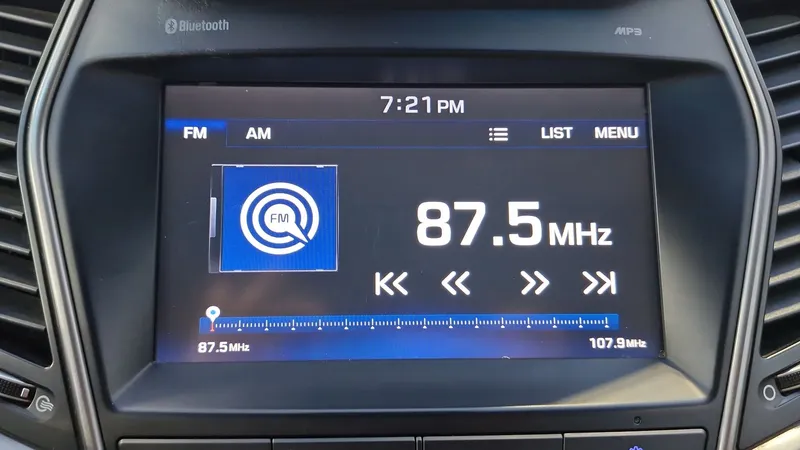 Bluetooth
MP3
7:21 PM
FM AM LIST MENU
FM
87.5 MHz
87.5 MHz 107.9 MHz